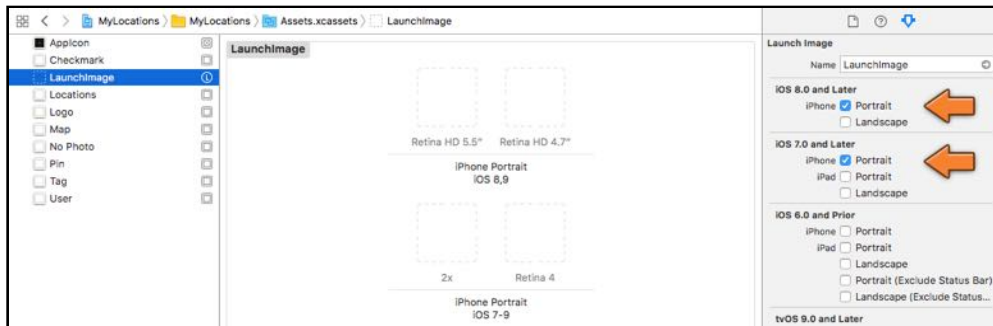 MyLocations MyLocations Assets.xcassets LaunchImage
AppIcon
Checkmark
LaunchImage
Locations
Logo
Map
No Photo
Pin
Tag
User
LaunchImage
Retina HD 5.5" Retina HD 4.7"
iPhone Portrait
iOS 8,9
2x Retina 4
iPhone Portrait
iOS 7-9
Launch Image
Name LaunchImage
iOS 8.0 and Later
iPhone Portrait
Landscape
iOS 7.0 and Later
iPhone Portrait
iPad Portrait
Landscape
iOS 6.0 and Prior
iPhone Portrait
iPad Portrait
Landscape
Portrait (Exclude Status Bar)
Landscape (Exclude Status...
tvOS 9.0 and Later